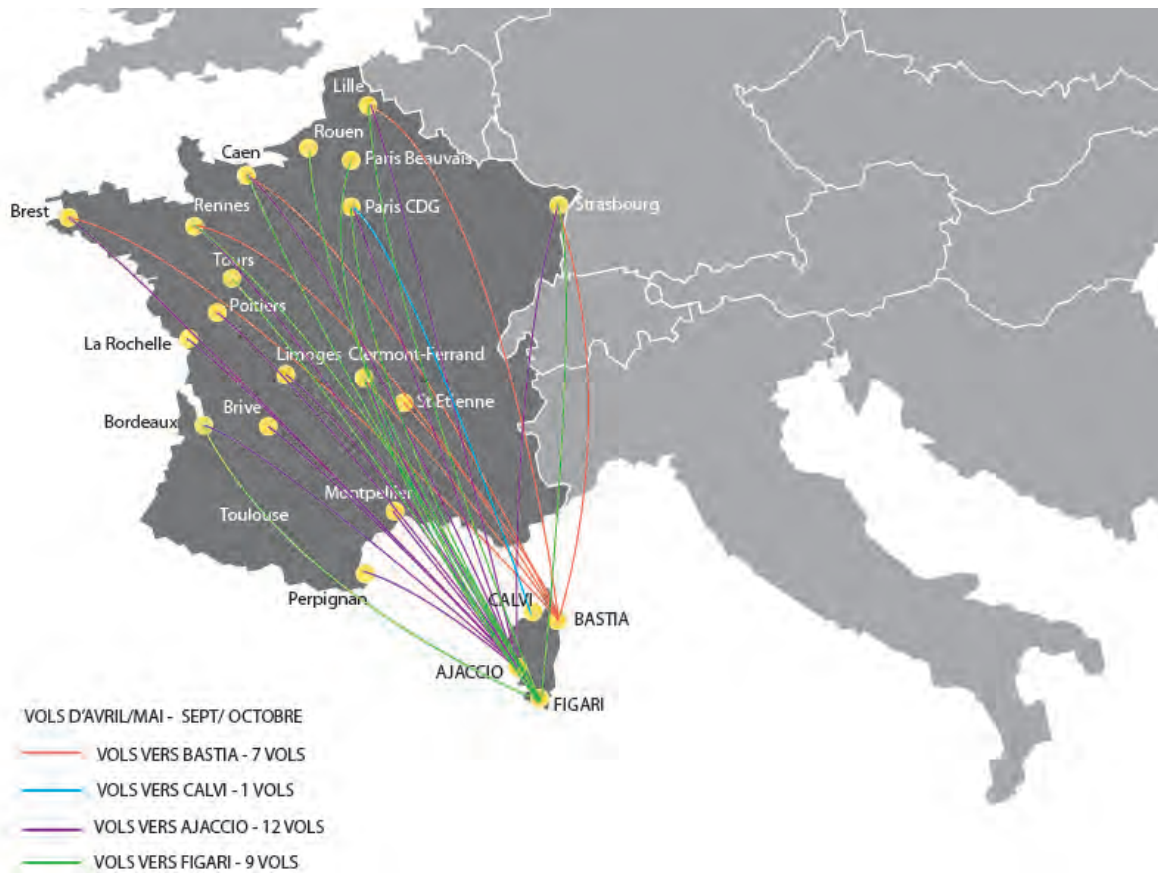 Lille
Rouen
Caen
Paris Beauvais
Brest
Rennes
Paris CDG
Strasbourg
Tours
Poitiers
La Rochelle
Limoges Clermont-Ferrand
Bordeaux
Brive
St Etienne
Montpellier
Toulouse
Perpignan
CALVI
BASTIA
AJACCIO
FIGARI
VOLS D'AVRIL/MAI - SEPT/ OCTOBRE
VOLS VERS BASTIA - 7 VOLS
VOLS VERS CALVI - 1 VOLS
VOLS VERS AJACCIO - 12 VOLS
VOLS VERS FIGARI - 9 VOLS